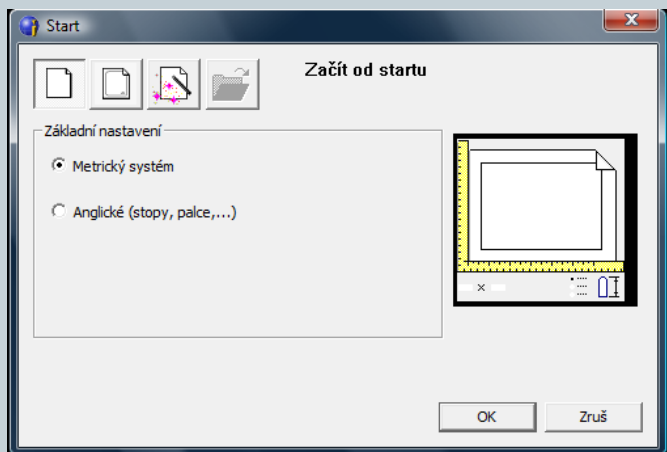 Start
Začít od startu
Základní nastavení
Metrický systém
Anglické (stopy, palce,...)
OK
Zruš